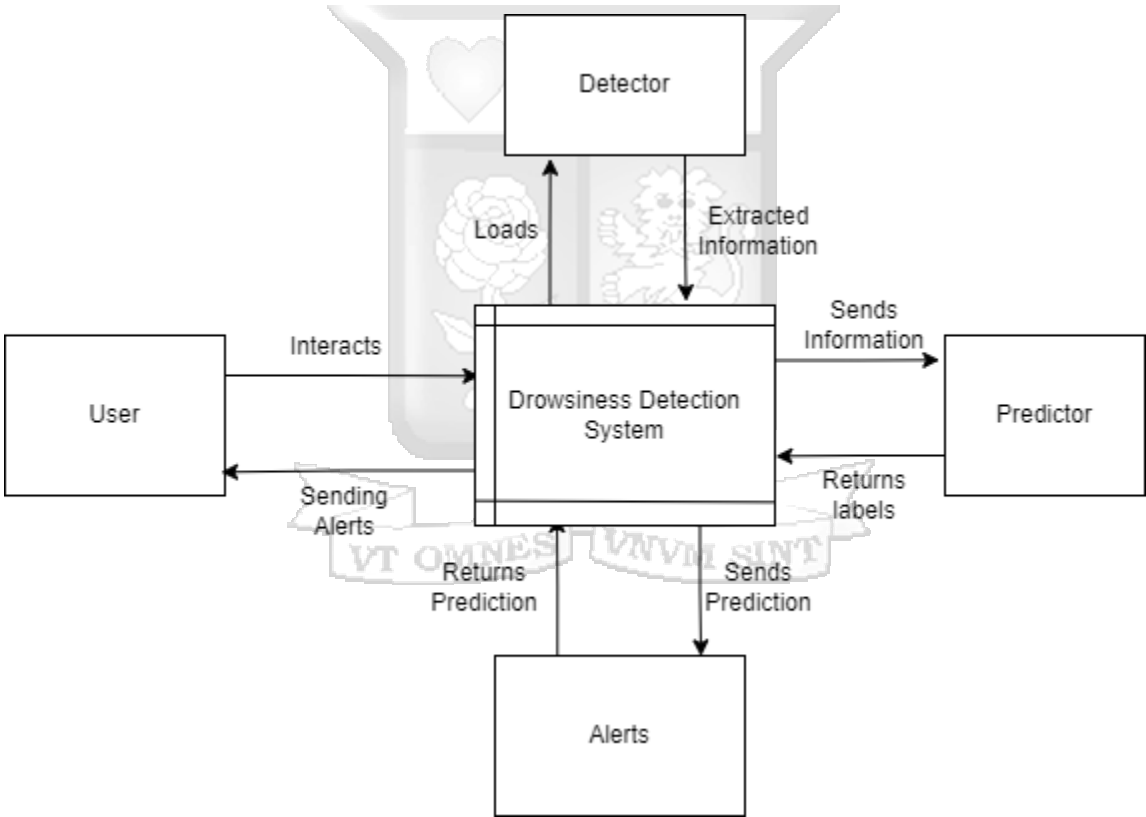 Detector
Loads
Extracted
Information
Sends
Information
Interacts
User
Drowsiness Detection
System
Predictor
Returns
labels
Sending
Alerts
VT OMNES
VNVM SINT
Returns
Prediction
Sends
Prediction
Alerts